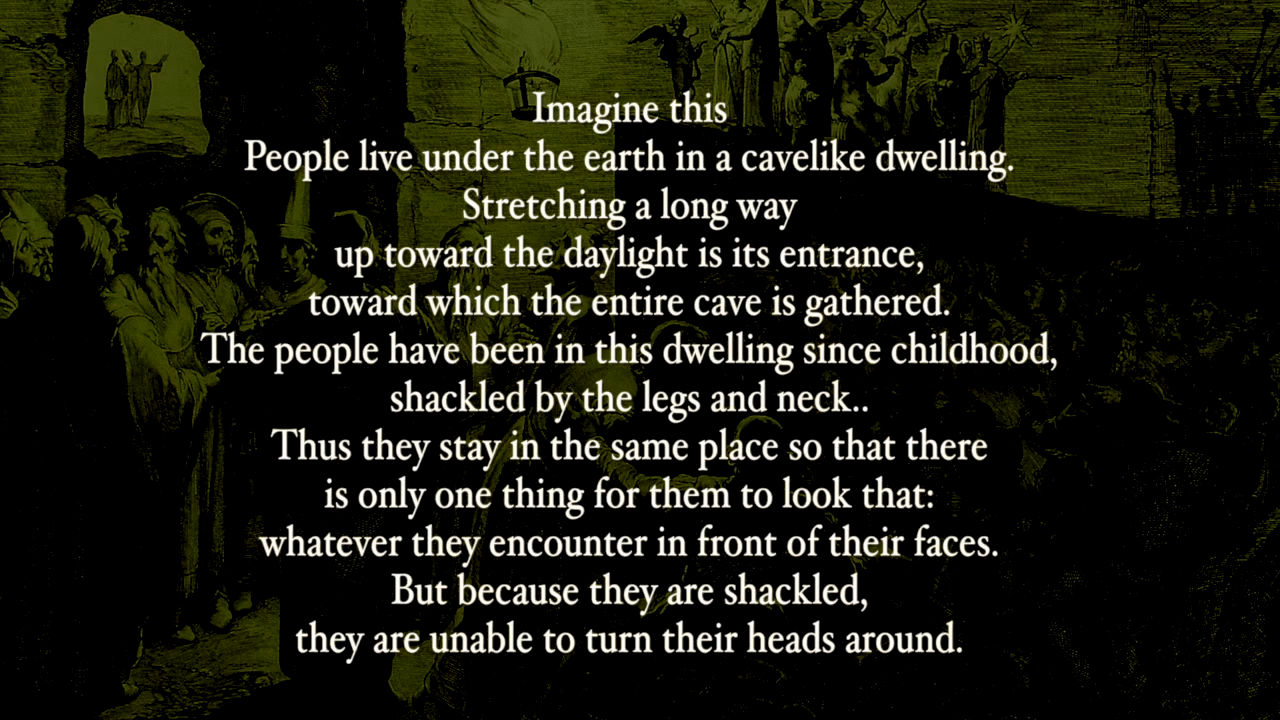 Imagine this
People live under the earth in a cavelike dwelling.
Stretching a long way
up toward the daylight is its entrance,
toward which the entire cave is gathered.
The people have been in this dwelling since childhood,
shackled by the legs and neck..
Thus they stay in the same place so that there
is only one thing for them to look that:
whatever they encounter in front of their faces.
But because they are shackled,
they are unable to turn their heads around.